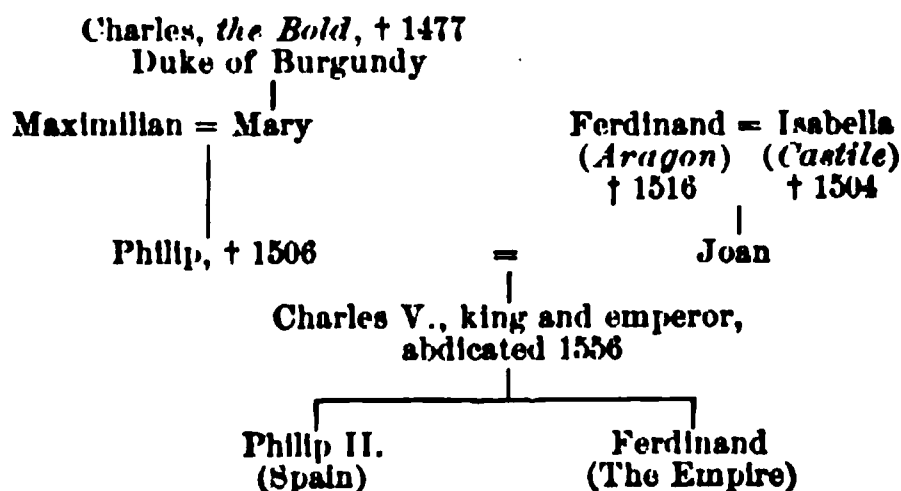 Charles, the Bold, † 1477
Duke of Burgundy
Maximilian = Mary
Ferdinand = Isabella
(Aragon) (Castile)
† 1516 † 1504
Philip, † 1506 = Joan
Charles V., king and emperor,
abdicated 1556
Philip II. Ferdinand
(Spain) (The Empire)